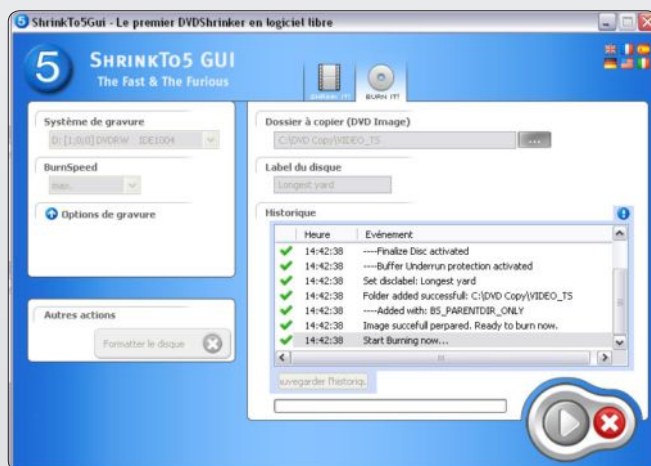 5 ShrinkTo5Gui - Le premier DVDShrinker en logiciel libre
5
SHRINKTO5 GUI
The Fast & The Furious
SHRINK IT!
BURN IT!
Système de gravure
D: [1;0;0] DVDRW IDE1004
BurnSpeed
max.
Options de gravure
Autres actions
Formatter le disque
Dossier à copier (DVD Image)
C:\DVD Copy\VIDEO_TS
...
Label du disque
Longest yard
Historique
Heure Evénement
14:42:38 ----Finalize Disc activated
14:42:38 ----Buffer Underrun protection activated
14:42:38 Set disclabel: Longest yard
14:42:38 Folder added successfull: C:\DVD Copy\VIDEO_TS
14:42:38 ----Added with: BS_PARENTDIR_ONLY
14:42:38 Image succefull perpared. Ready to burn now.
14:42:38 Start Burning now...
auvegarder l'historiq